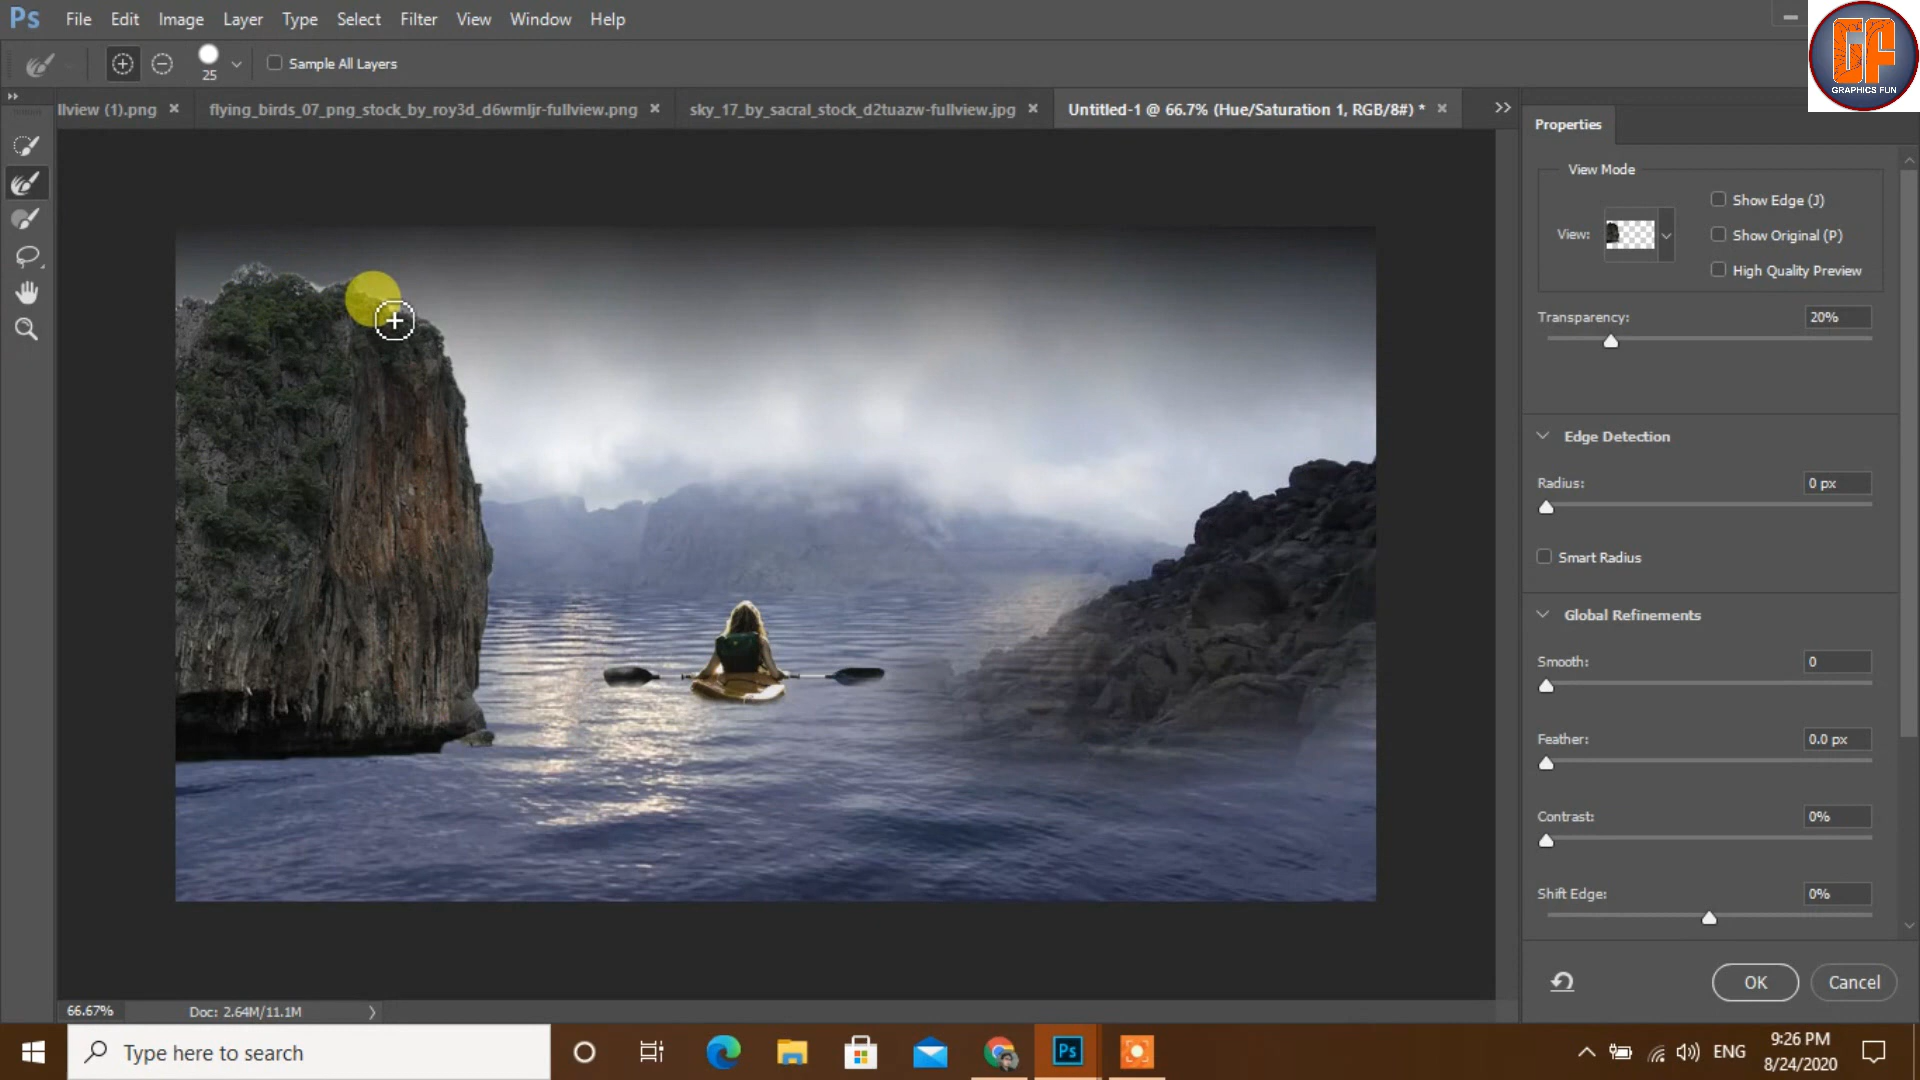 Ps File Edit Image Layer Type Select Filter View Window Help
25 Sample All Layers
llview (1).png × flying_birds_07_png_stock_by_roy3d_d6wmljr-fullview.png × sky_17_by_sacral_stock_d2tuazw-fullview.jpg × Untitled-1 @ 66.7% (Hue/Saturation 1, RGB/8#) * ×
GF
GRAPHICS FUN
Properties
View Mode
View:
Show Edge (J)
Show Original (P)
High Quality Preview
Transparency: 20%
Edge Detection
Radius: 0 px
Smart Radius
Global Refinements
Smooth: 0
Feather: 0.0 px
Contrast: 0%
Shift Edge: 0%
OK Cancel
66.67% Doc: 2.64M/11.1M
Type here to search
Ps
ENG
9:26 PM
8/24/2020